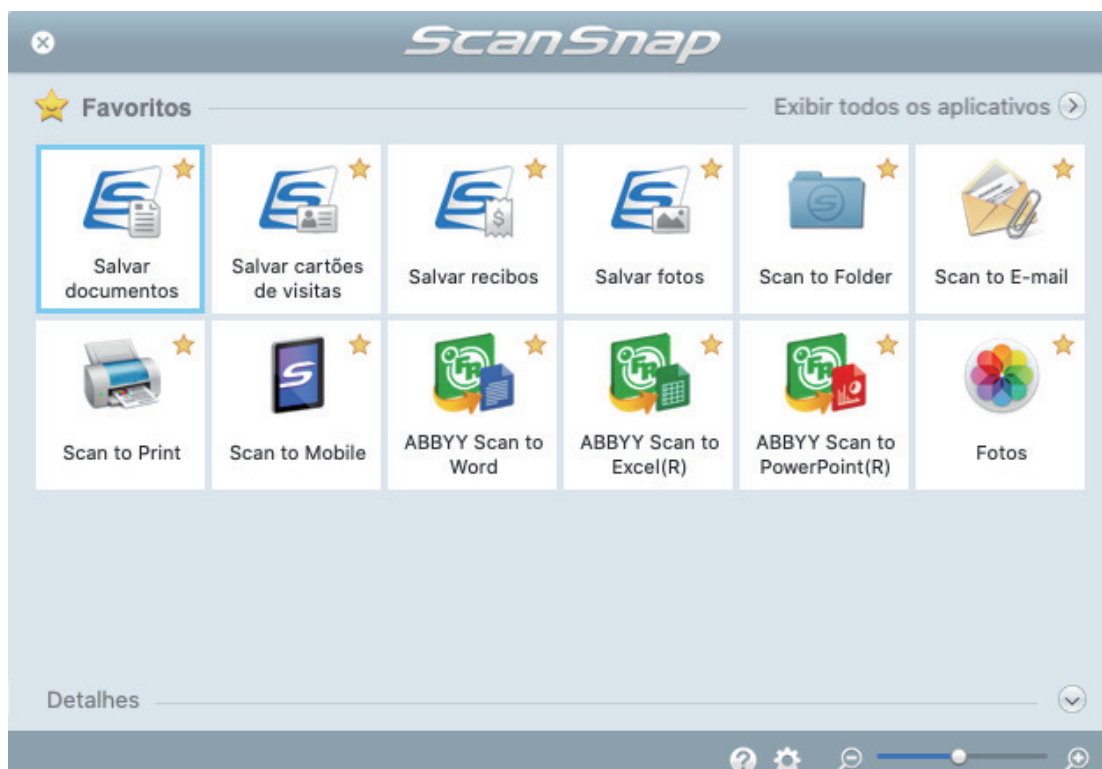 ScanSnap
Favoritos
Exibir todos os aplicativos
Salvar
documentos
Salvar cartões
de visitas
Salvar recibos
Salvar fotos
Scan to Folder
Scan to E-mail
Scan to Print
Scan to Mobile
ABBYY Scan to
Word
ABBYY Scan to
Excel(R)
ABBYY Scan to
PowerPoint(R)
Fotos
Detalhes